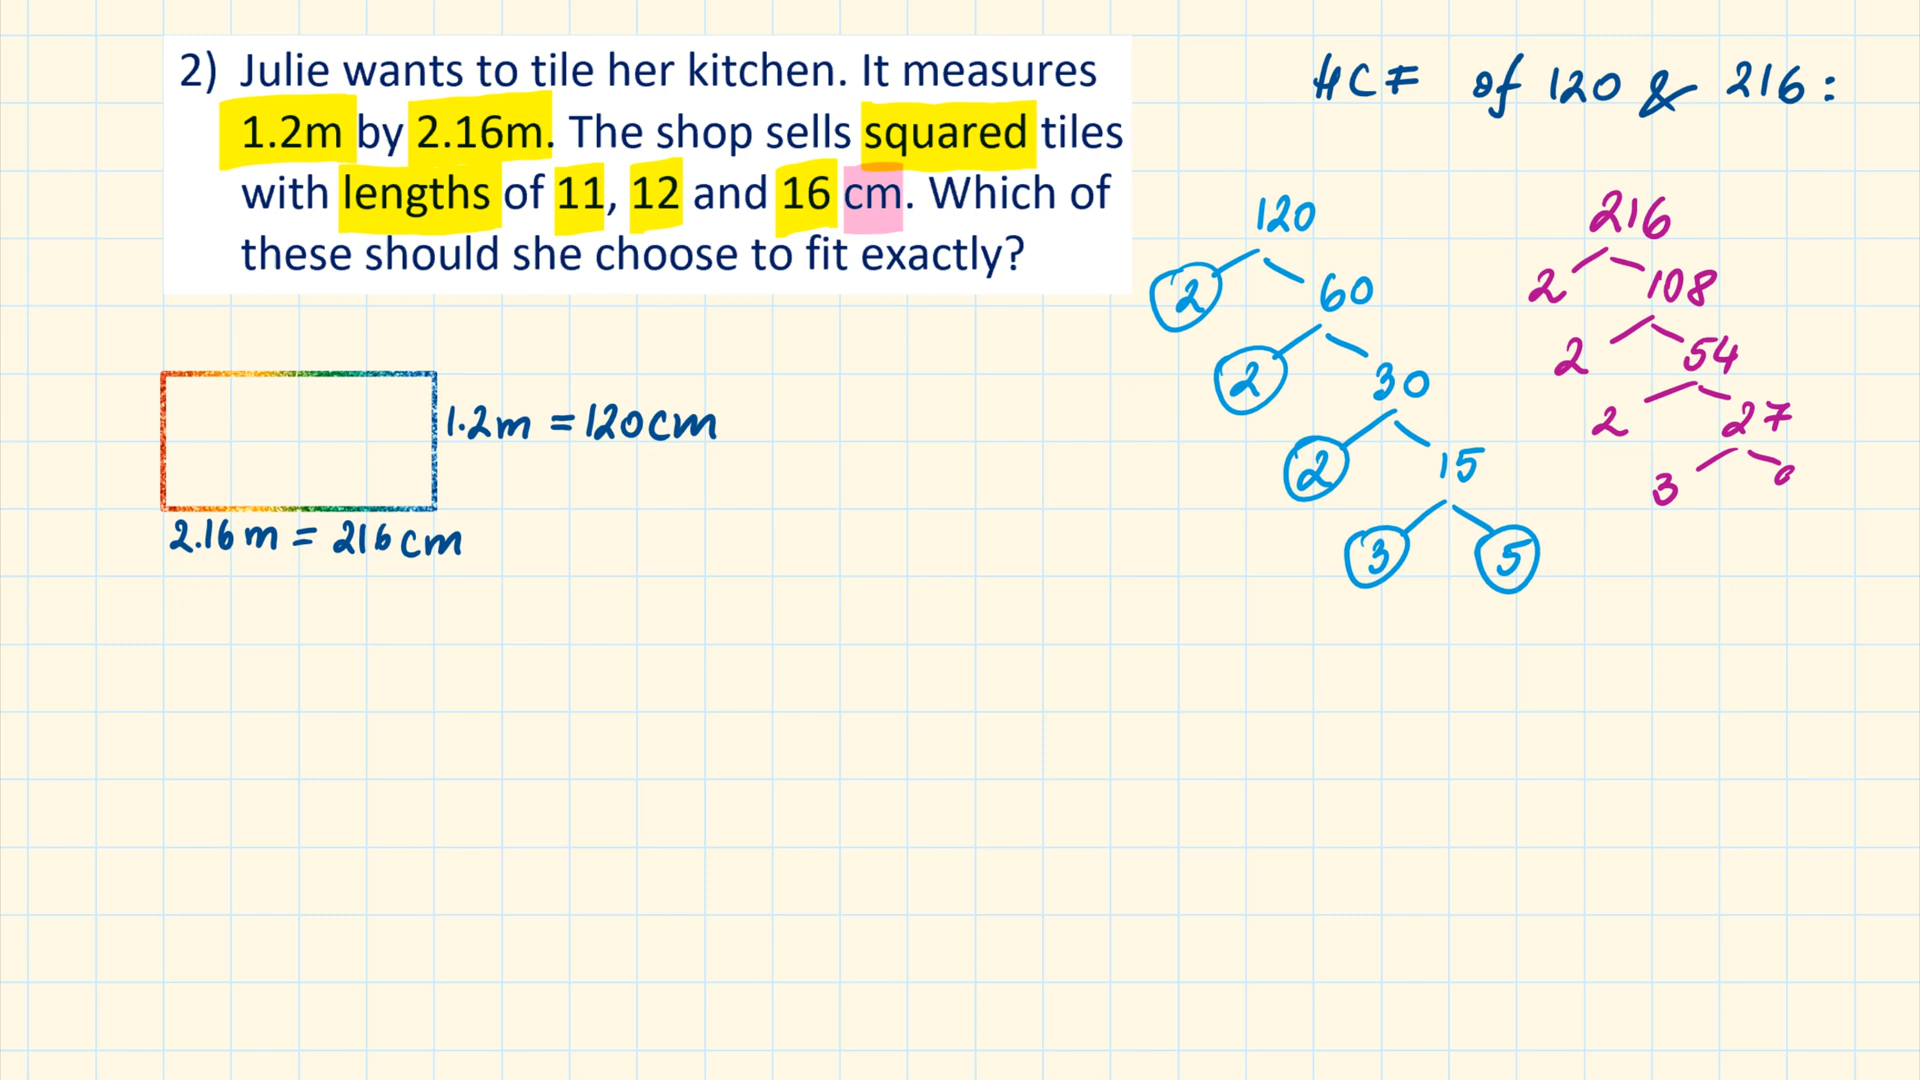 2) Julie wants to tile her kitchen. It measures
1.2m by 2.16m. The shop sells squared tiles
with lengths of 11, 12 and 16 cm. Which of
these should she choose to fit exactly?
1.2m = 120cm
2.16m = 216cm
HCF of 120 & 216:
120
2 60
2 30
2 15
3 5
216
2 108
2 54
2 27
3